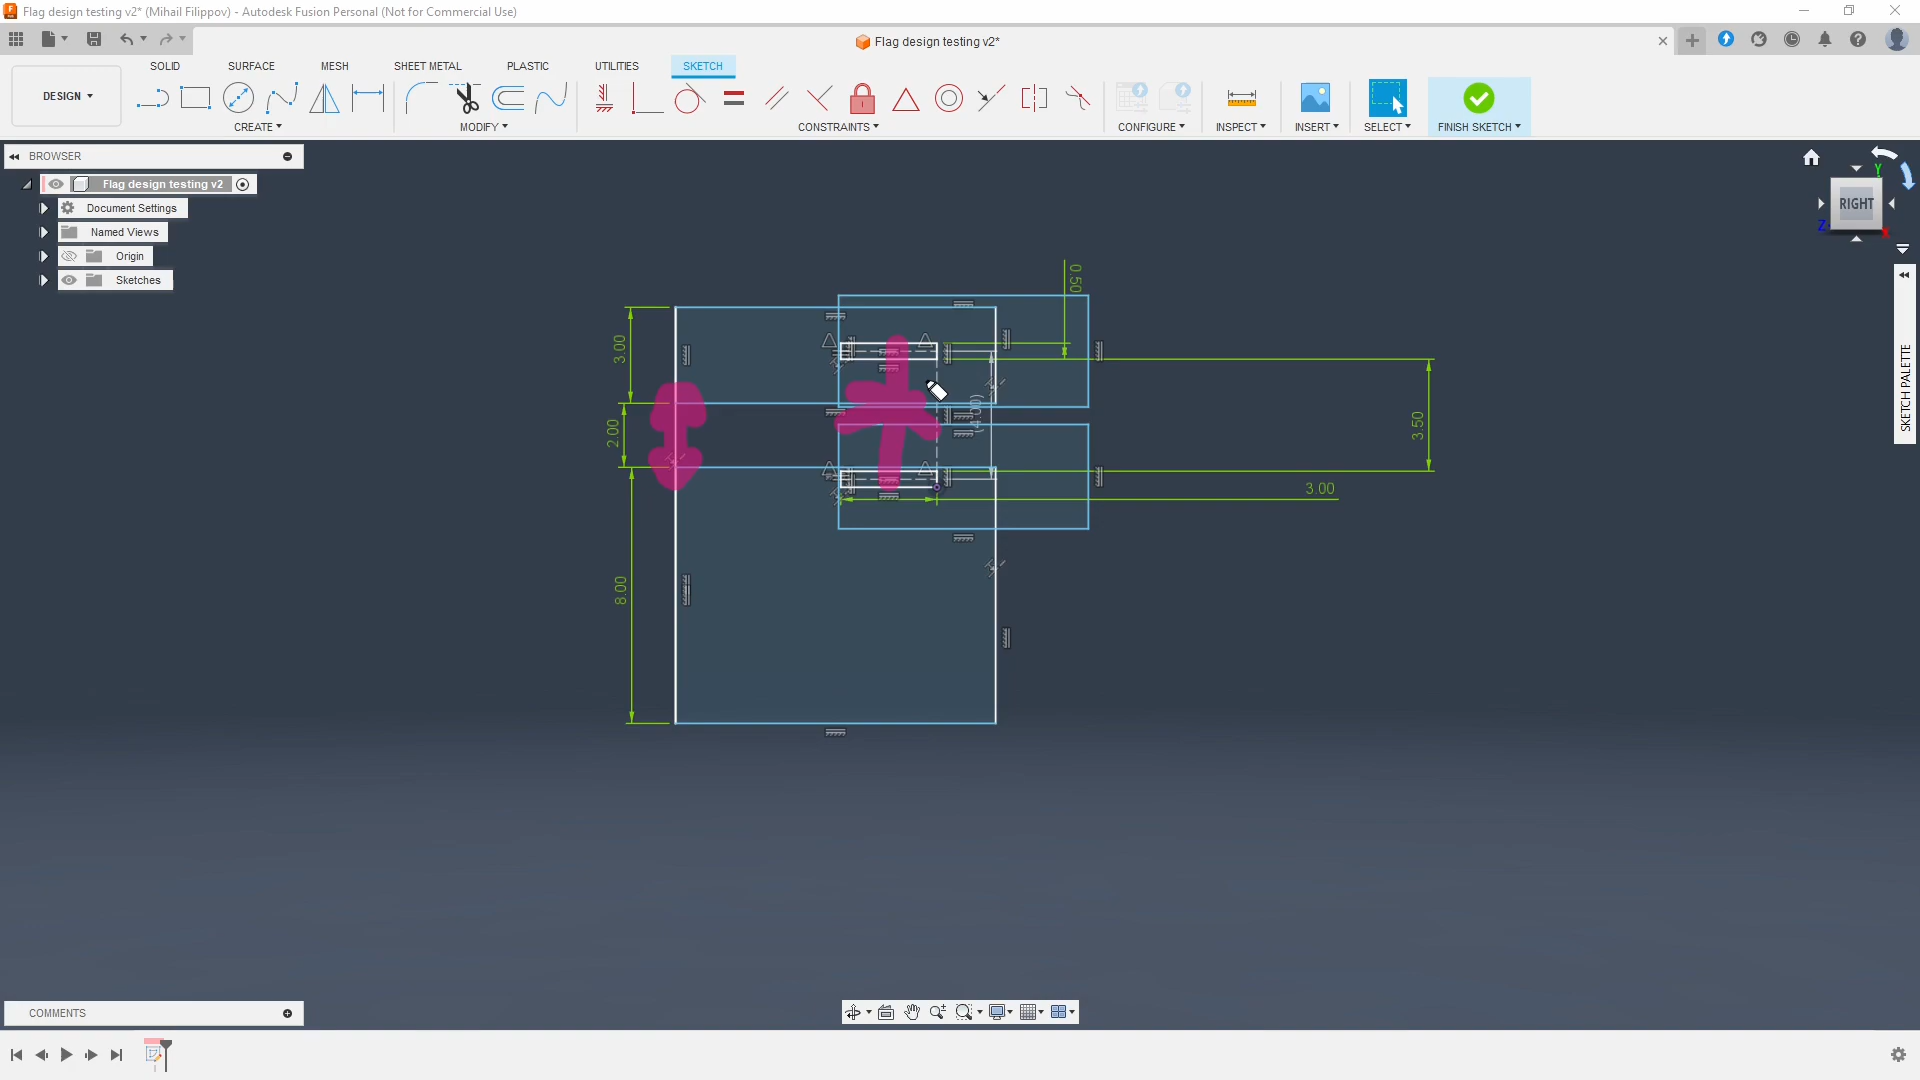 Flag design testing v2* (Mihail Filippov) - Autodesk Fusion Personal (Not for Commercial Use)
Flag design testing v2*
SOLID SURFACE MESH SHEET METAL PLASTIC UTILITIES SKETCH
DESIGN
CREATE MODIFY CONSTRAINTS CONFIGURE INSPECT INSERT SELECT FINISH SKETCH
BROWSER
Flag design testing v2
Document Settings
Named Views
Origin
Sketches
Y
RIGHT
Z
X
SKETCH PALETTE
0.50
3.00
2.00
(4.00)
3.50
3.00
8.00
COMMENTS